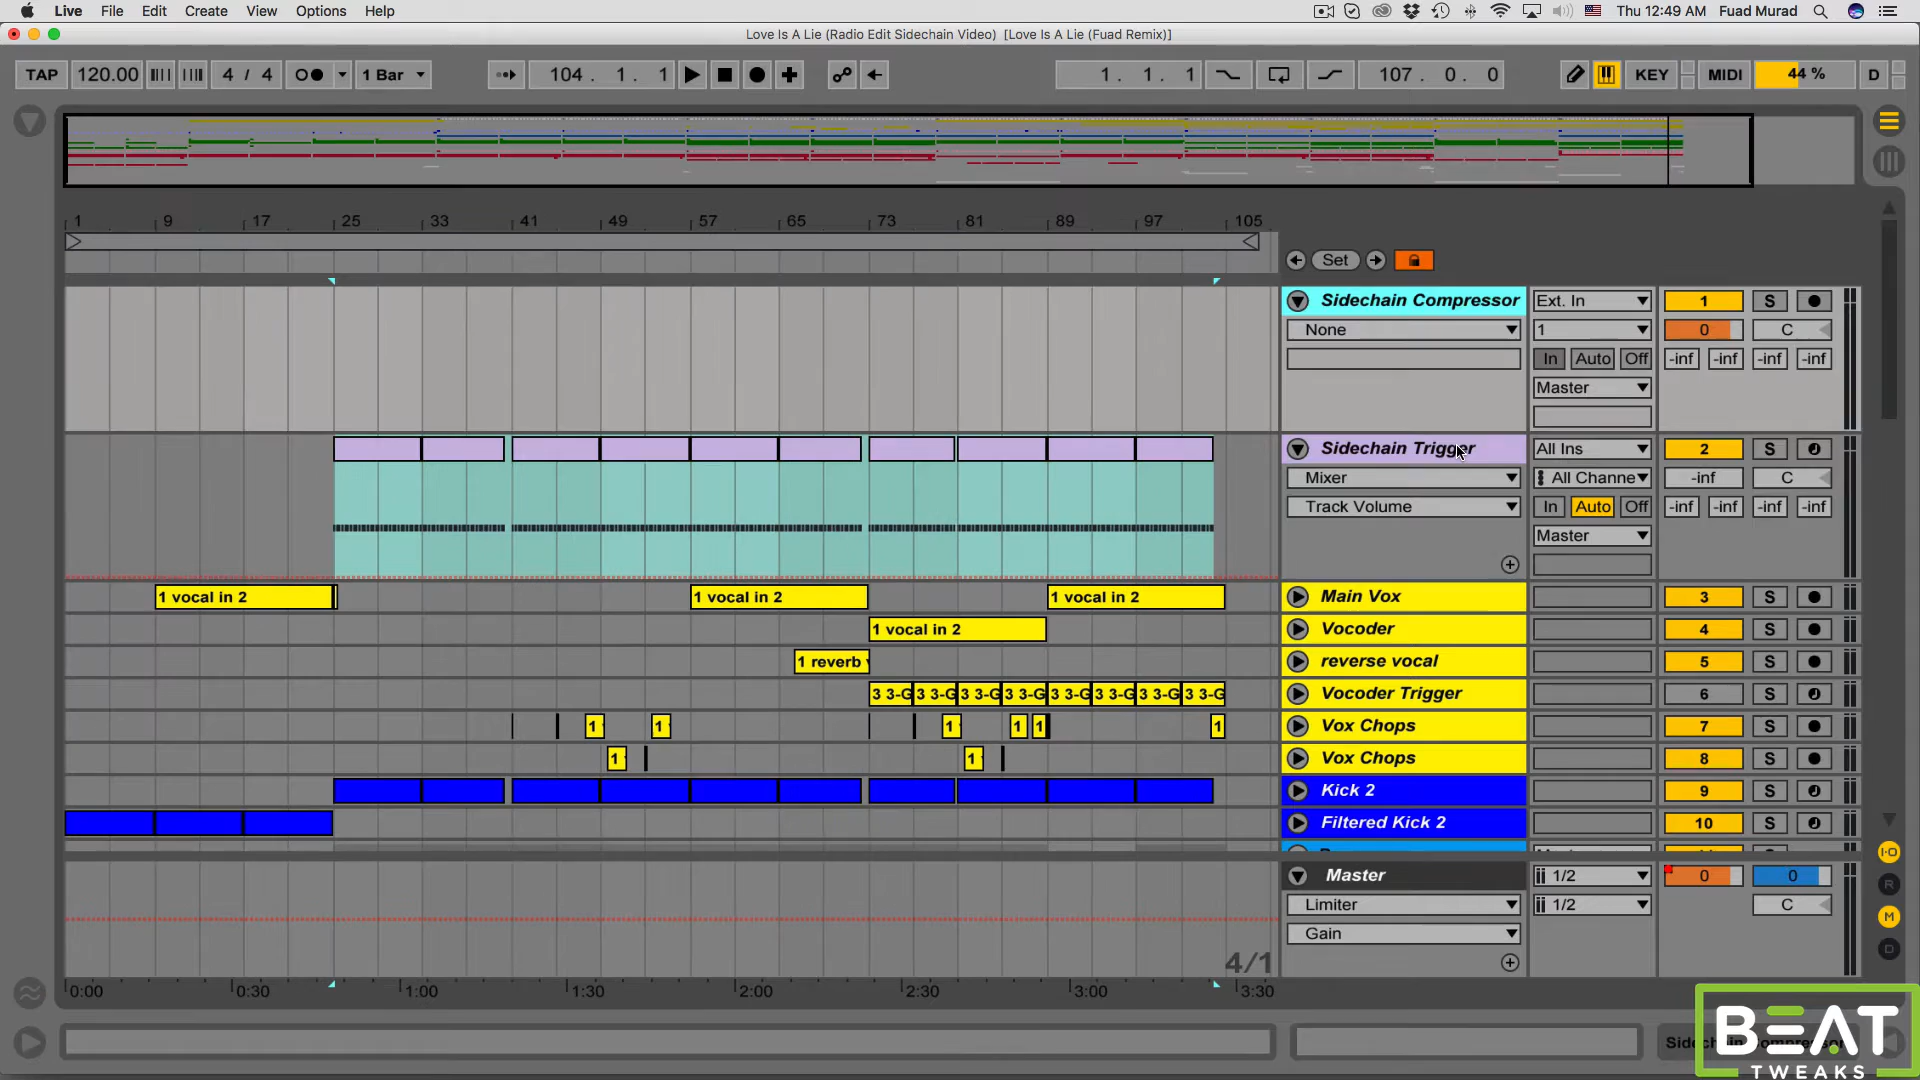 Live File Edit Create View Options Help Thu 12:49 AM Fuad Murad
Love Is A Lie (Radio Edit Sidechain Video) [Love Is A Lie (Fuad Remix)]
TAP 120.00 4 / 4 1 Bar 104 . 1 . 1 1 . 1 . 1 107 . 0 . 0 KEY MIDI 44 % D
1 9 17 25 33 41 49 57 65 73 81 89 97 105
Set
Sidechain Compressor Ext. In 1 S
None 1 0 C
In Auto Off -inf -inf -inf -inf
Master
Sidechain Trigger All Ins 2 S
Mixer All Channe -inf C
Track Volume In Auto Off -inf -inf -inf -inf
Master
1 vocal in 2 1 vocal in 2 1 vocal in 2 Main Vox 3 S
1 vocal in 2 Vocoder 4 S
1 reverb reverse vocal 5 S
3 3-G 3 3-G 3 3-G 3 3-G 3 3-G 3 3-G 3 3-G 3 3-G Vocoder Trigger 6 S
1 1 1 1 1 1 Vox Chops 7 S
1 1 Vox Chops 8 S
Kick 2 9 S
Filtered Kick 2 10 S
Master 1/2 0 0
Limiter 1/2 C
Gain
4/1
0:00 0:30 1:00 1:30 2:00 2:30 3:00 3:30
I·O
R
M
D
BEAT
TWEAKS